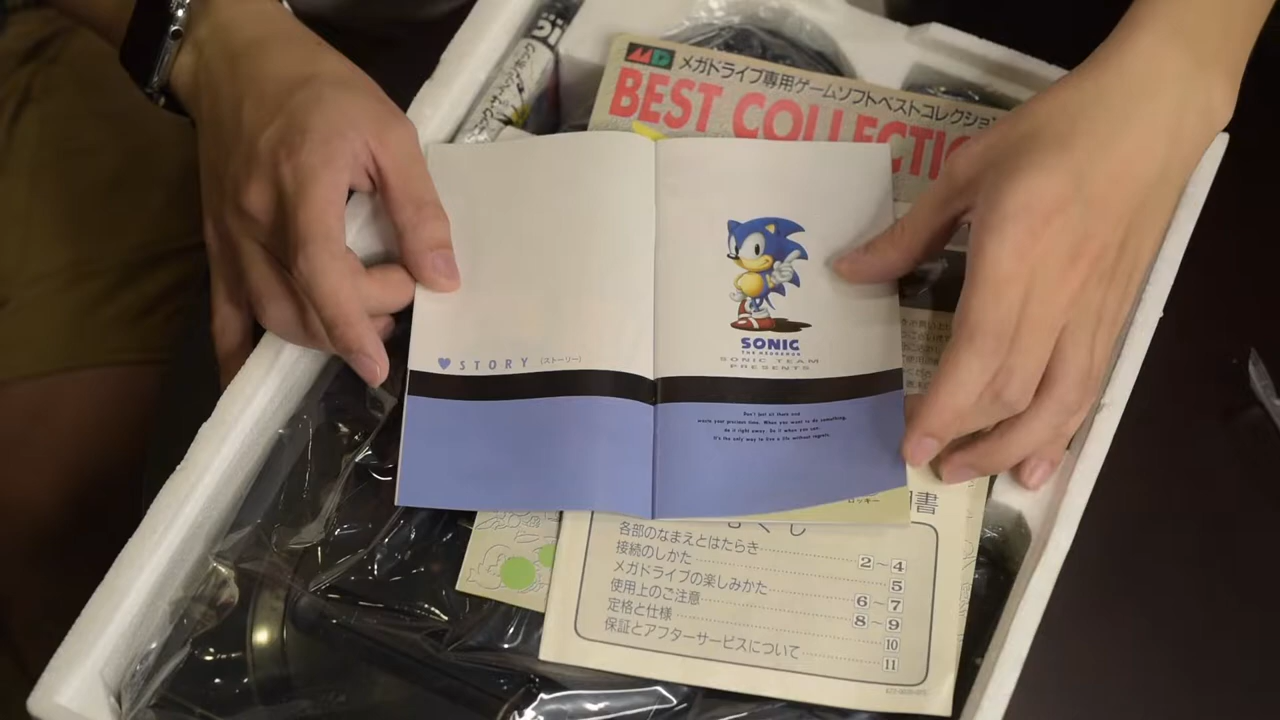 MD メガドライブ専用ゲームソフトベストコレクション
BEST COLLECTIO
♥ STORY (ストーリー)
SONIC
THE HEDGEHOG
SONIC TEAM
PRESENTS
Don't just sit there and
waste your precious time. When you want to do something,
do it right away. Do it when you can.
It's the only way to live a life without regrets.
書
もくじ
各部のなまえとはたらき 2～4
接続のしかた 5
メガドライブの楽しみかた 6～7
使用上のご注意 8～9
定格と仕様 10
保証とアフターサービスについて 11